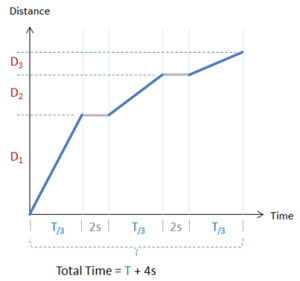 Distance
D3
D2
D1
Time
T/3 2s T/3 2s T/3
Total Time = T + 4s